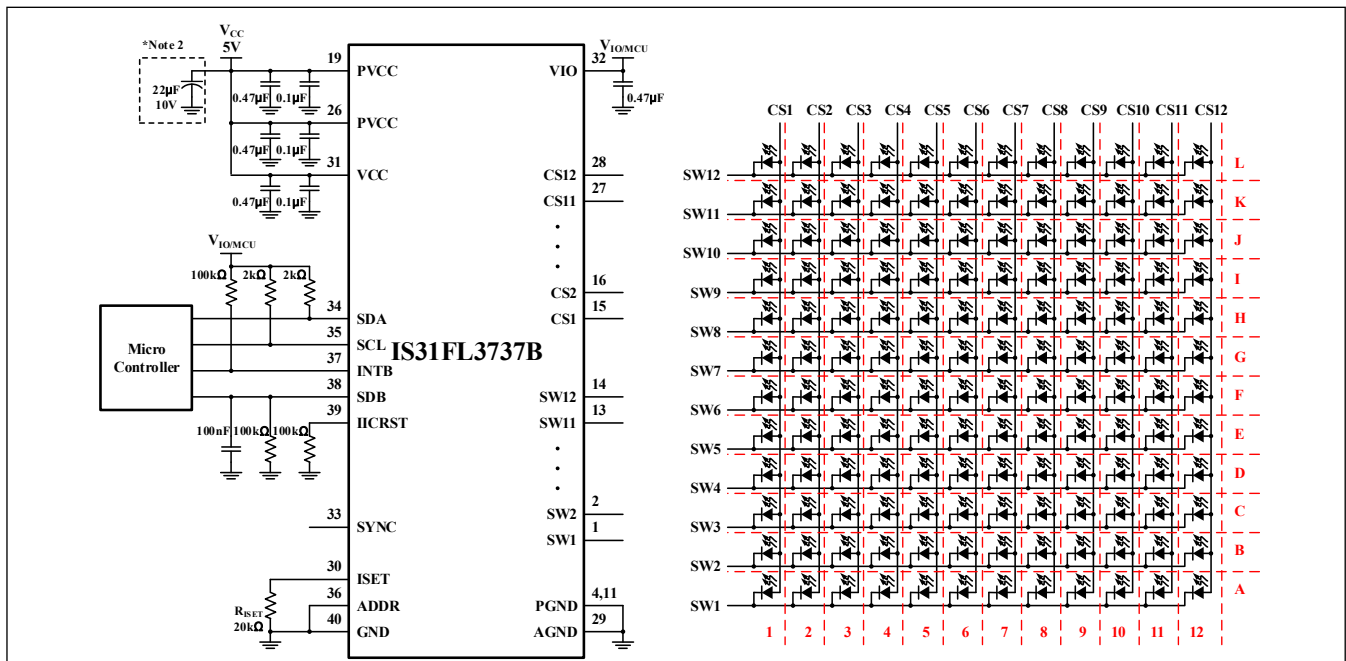 *Note 2
V_CC
5V
22µF
10V
0.47µF 0.1µF
0.47µF 0.1µF
0.47µF 0.1µF
19
PVCC
26
PVCC
31
VCC
V_IO/MCU
100kΩ 2kΩ 2kΩ
Micro
Controller
34
SDA
35
SCL
37
INTB
38
SDB
39
IICRST
100nF 100kΩ 100kΩ
33
SYNC
30
ISET
36
ADDR
40
GND
R_ISET
20kΩ
IS31FL3737B
V_IO/MCU
32
VIO
0.47µF
28
CS12
27
CS11
16
CS2
15
CS1
14
SW12
13
SW11
2
SW2
1
SW1
4,11
PGND
29
AGND
CS1 CS2 CS3 CS4 CS5 CS6 CS7 CS8 CS9 CS10 CS11 CS12
SW12 L
SW11 K
SW10 J
SW9 I
SW8 H
SW7 G
SW6 F
SW5 E
SW4 D
SW3 C
SW2 B
SW1 A
1 2 3 4 5 6 7 8 9 10 11 12